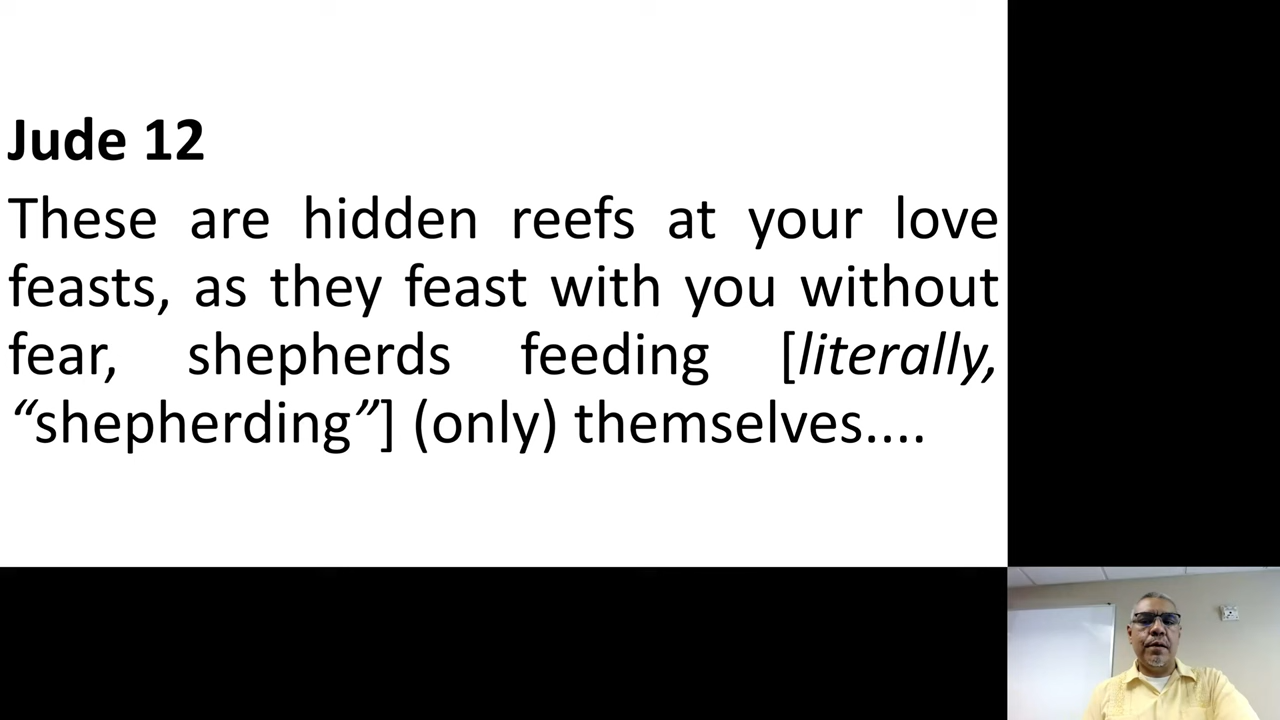 Jude 12
These are hidden reefs at your love
feasts, as they feast with you without
fear, shepherds feeding [literally,
“shepherding”] (only) themselves....